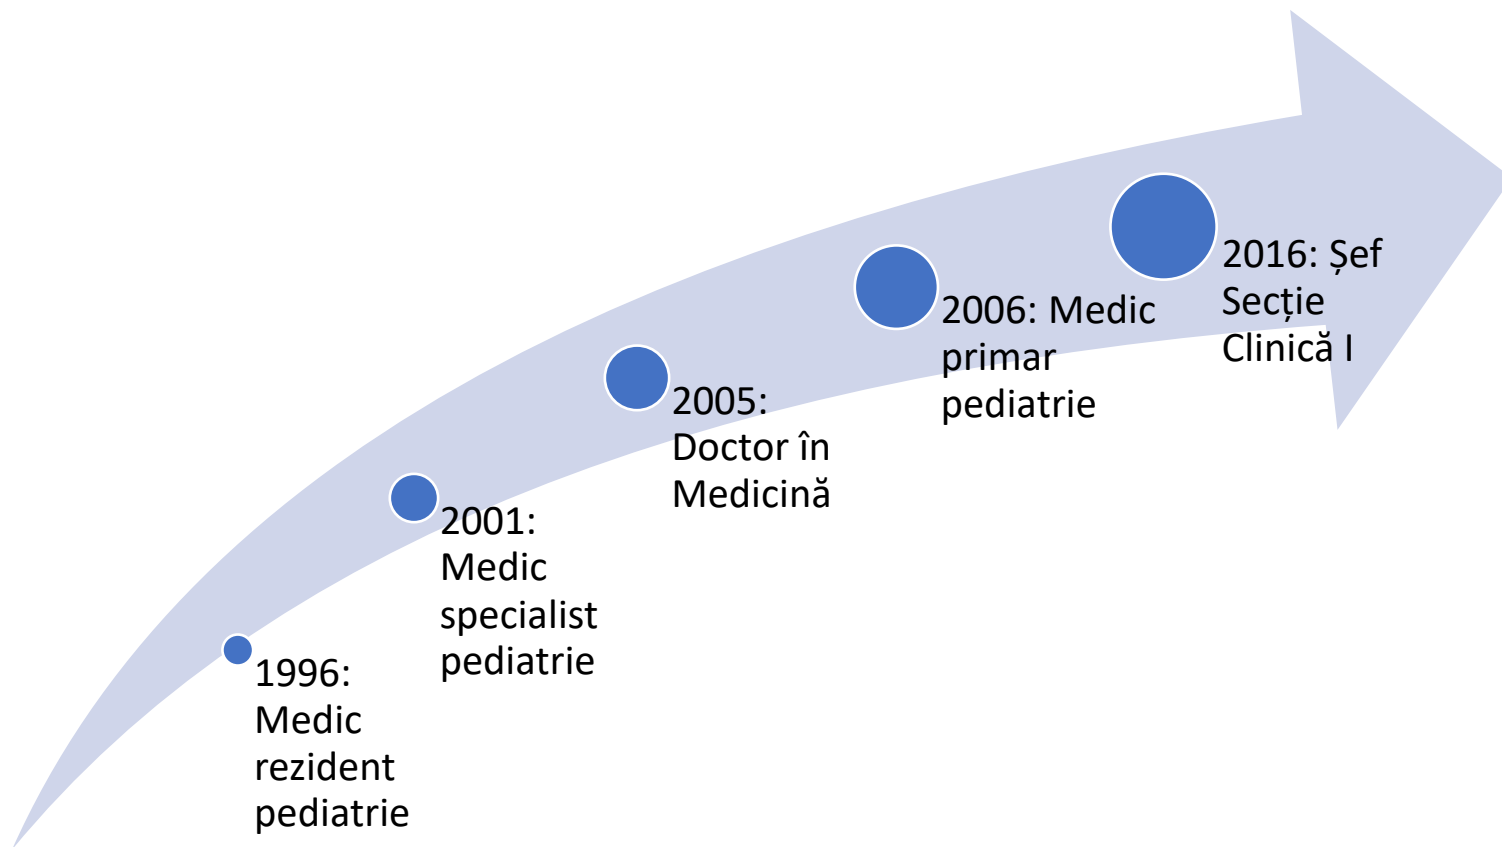 1996:
Medic
rezident
pediatrie
2001:
Medic
specialist
pediatrie
2005:
Doctor în
Medicină
2006: Medic
primar
pediatrie
2016: Șef
Secție
Clinică I